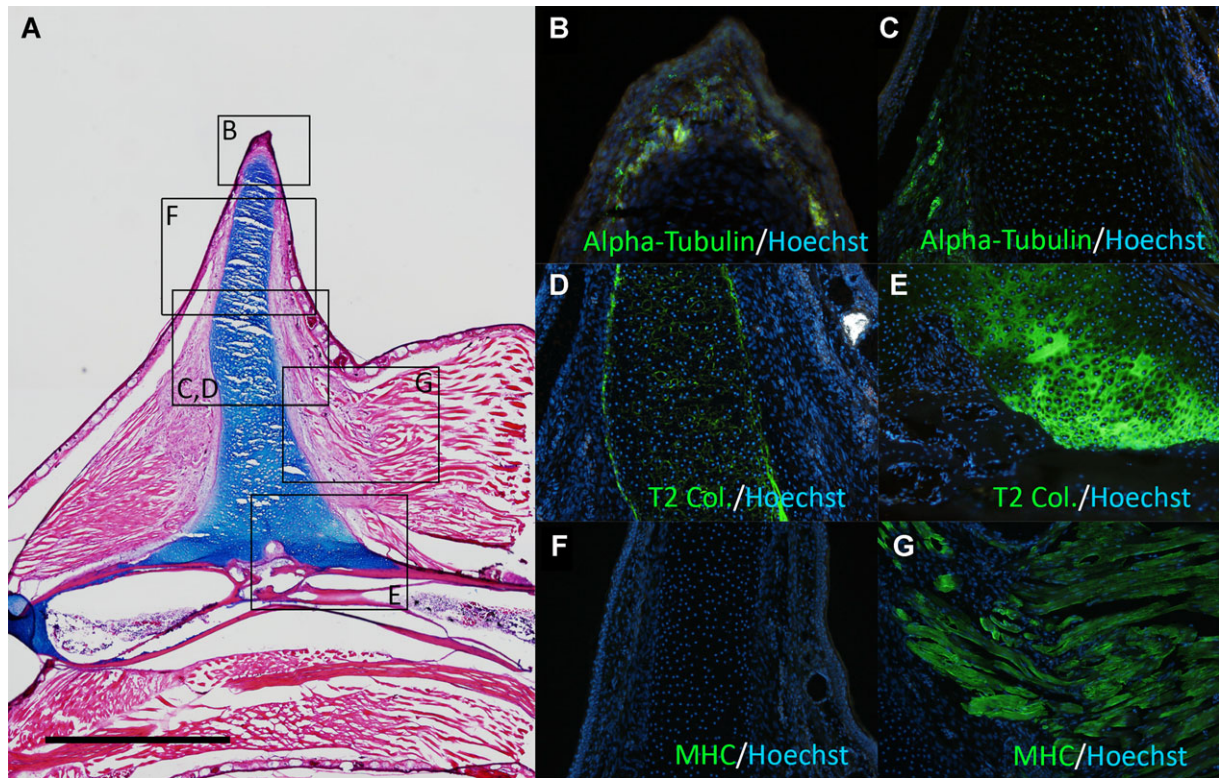 A
B
F
C,D
G
E
B
Alpha-Tubulin/Hoechst
C
Alpha-Tubulin/Hoechst
D
T2 Col./Hoechst
E
T2 Col./Hoechst
F
MHC/Hoechst
G
MHC/Hoechst